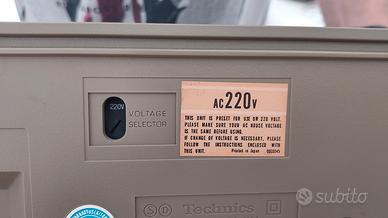 220V
VOLTAGE
SELECTOR
AC220V
THIS UNIT IS PRESET FOR USE ON 220 VOLT.
PLEASE MAKE SURE YOUR AC HOUSE VOLTAGE
IS THE SAME BEFORE USING.
IF CHANGE OF VOLTAGE IS NECESSARY, PLEASE
FOLLOW THE INSTRUCTIONS ENCLOSED WITH
THIS UNIT.
Printed in Japan
SD Technics
subito